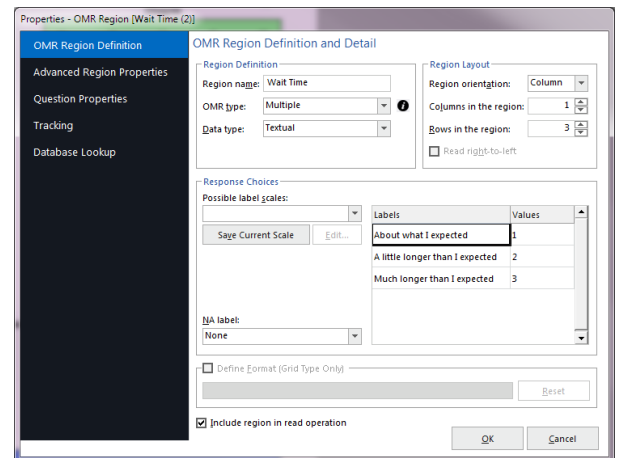 Properties - OMR Region [Wait Time (2)]
OMR Region Definition
Advanced Region Properties
Question Properties
Tracking
Database Lookup
OMR Region Definition and Detail
Region Definition
Region name: Wait Time
OMR type: Multiple
Data type: Textual
Region Layout
Region orientation: Column
Columns in the region: 1
Rows in the region: 3
Read right-to-left
Response Choices
Possible label scales:
Save Current Scale Edit...
Labels Values
About what I expected 1
A little longer than I expected 2
Much longer than I expected 3
NA label:
None
Define Format (Grid Type Only)
Reset
Include region in read operation
OK Cancel